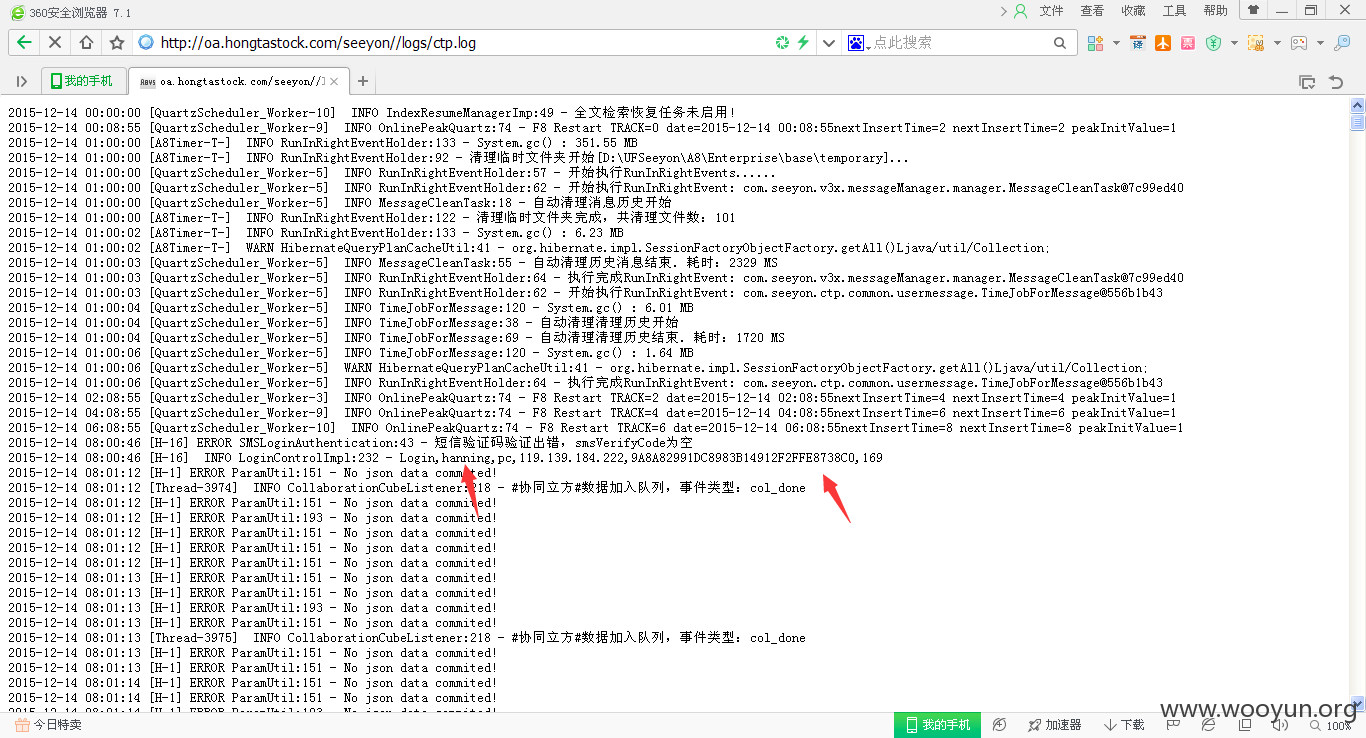 360安全浏览器 7.1
文件 查看 收藏 工具 帮助
http://oa.hongtastock.com/seeyon//logs/ctp.log
点此搜索
我的手机
oa.hongtastock.com/seeyon//l
2015-12-14 00:00:00 [QuartzScheduler_Worker-10]  INFO IndexResumeManagerImp:49 - 全文检索恢复任务未启用!
2015-12-14 00:08:55 [QuartzScheduler_Worker-9]  INFO OnlinePeakQuartz:74 - F8 Restart TRACK=0 date=2015-12-14 00:08:55nextInsertTime=2 nextInsertTime=2 peakInitValue=1
2015-12-14 01:00:00 [A8Timer-T-]  INFO RunInRightEventHolder:133 - System.gc() : 351.55 MB
2015-12-14 01:00:00 [A8Timer-T-]  INFO RunInRightEventHolder:92 - 清理临时文件夹开始[D:\UFSeeyon\A8\Enterprise\base\temporary]...
2015-12-14 01:00:00 [QuartzScheduler_Worker-5]  INFO RunInRightEventHolder:57 - 开始执行RunInRightEvents......
2015-12-14 01:00:00 [QuartzScheduler_Worker-5]  INFO RunInRightEventHolder:62 - 开始执行RunInRightEvent: com.seeyon.v3x.messageManager.manager.MessageCleanTask@7c99ed40
2015-12-14 01:00:00 [QuartzScheduler_Worker-5]  INFO MessageCleanTask:18 - 自动清理消息历史开始
2015-12-14 01:00:00 [A8Timer-T-]  INFO RunInRightEventHolder:122 - 清理临时文件夹完成，共清理文件数：101
2015-12-14 01:00:02 [A8Timer-T-]  INFO RunInRightEventHolder:133 - System.gc() : 6.23 MB
2015-12-14 01:00:02 [A8Timer-T-]  WARN HibernateQueryPlanCacheUtil:41 - org.hibernate.impl.SessionFactoryObjectFactory.getAll()Ljava/util/Collection;
2015-12-14 01:00:03 [QuartzScheduler_Worker-5]  INFO MessageCleanTask:55 - 自动清理历史消息结束. 耗时：2329 MS
2015-12-14 01:00:03 [QuartzScheduler_Worker-5]  INFO RunInRightEventHolder:64 - 执行完成RunInRightEvent: com.seeyon.v3x.messageManager.manager.MessageCleanTask@7c99ed40
2015-12-14 01:00:03 [QuartzScheduler_Worker-5]  INFO RunInRightEventHolder:62 - 开始执行RunInRightEvent: com.seeyon.ctp.common.usermessage.TimeJobForMessage@556b1b43
2015-12-14 01:00:04 [QuartzScheduler_Worker-5]  INFO TimeJobForMessage:120 - System.gc() : 6.01 MB
2015-12-14 01:00:04 [QuartzScheduler_Worker-5]  INFO TimeJobForMessage:38 - 自动清理清理历史开始
2015-12-14 01:00:04 [QuartzScheduler_Worker-5]  INFO TimeJobForMessage:69 - 自动清理清理历史结束. 耗时：1720 MS
2015-12-14 01:00:06 [QuartzScheduler_Worker-5]  INFO TimeJobForMessage:120 - System.gc() : 1.64 MB
2015-12-14 01:00:06 [QuartzScheduler_Worker-5]  WARN HibernateQueryPlanCacheUtil:41 - org.hibernate.impl.SessionFactoryObjectFactory.getAll()Ljava/util/Collection;
2015-12-14 01:00:06 [QuartzScheduler_Worker-5]  INFO RunInRightEventHolder:64 - 执行完成RunInRightEvent: com.seeyon.ctp.common.usermessage.TimeJobForMessage@556b1b43
2015-12-14 02:08:55 [QuartzScheduler_Worker-3]  INFO OnlinePeakQuartz:74 - F8 Restart TRACK=2 date=2015-12-14 02:08:55nextInsertTime=4 nextInsertTime=4 peakInitValue=1
2015-12-14 04:08:55 [QuartzScheduler_Worker-9]  INFO OnlinePeakQuartz:74 - F8 Restart TRACK=4 date=2015-12-14 04:08:55nextInsertTime=6 nextInsertTime=6 peakInitValue=1
2015-12-14 06:08:55 [QuartzScheduler_Worker-10]  INFO OnlinePeakQuartz:74 - F8 Restart TRACK=6 date=2015-12-14 06:08:55nextInsertTime=8 nextInsertTime=8 peakInitValue=1
2015-12-14 08:00:46 [H-16] ERROR SMSLoginAuthentication:43 - 短信验证码验证出错，smsVerifyCode为空
2015-12-14 08:00:46 [H-16]  INFO LoginControlImpl:232 - Login,hanning,pc,119.139.184.222,9A8A82991DC8983B14912F2FFE8738C0,169
2015-12-14 08:01:12 [H-1] ERROR ParamUtil:151 - No json data commited!
2015-12-14 08:01:12 [Thread-3974]  INFO CollaborationCubeListener:218 - #协同立方#数据加入队列，事件类型：col_done
2015-12-14 08:01:12 [H-1] ERROR ParamUtil:151 - No json data commited!
2015-12-14 08:01:12 [H-1] ERROR ParamUtil:193 - No json data commited!
2015-12-14 08:01:12 [H-1] ERROR ParamUtil:151 - No json data commited!
2015-12-14 08:01:12 [H-1] ERROR ParamUtil:151 - No json data commited!
2015-12-14 08:01:12 [H-1] ERROR ParamUtil:151 - No json data commited!
2015-12-14 08:01:13 [H-1] ERROR ParamUtil:151 - No json data commited!
2015-12-14 08:01:13 [H-1] ERROR ParamUtil:151 - No json data commited!
2015-12-14 08:01:13 [H-1] ERROR ParamUtil:193 - No json data commited!
2015-12-14 08:01:13 [H-1] ERROR ParamUtil:151 - No json data commited!
2015-12-14 08:01:13 [Thread-3975]  INFO CollaborationCubeListener:218 - #协同立方#数据加入队列，事件类型：col_done
2015-12-14 08:01:13 [H-1] ERROR ParamUtil:151 - No json data commited!
2015-12-14 08:01:13 [H-1] ERROR ParamUtil:151 - No json data commited!
2015-12-14 08:01:14 [H-1] ERROR ParamUtil:151 - No json data commited!
2015-12-14 08:01:14 [H-1] ERROR ParamUtil:151 - No json data commited!
2015-12-14 08:01:14 [H-1] ERROR ParamUtil:193 - No json data commited!
www.wooyun.org
今日特卖
我的手机 加速器 下载 100%